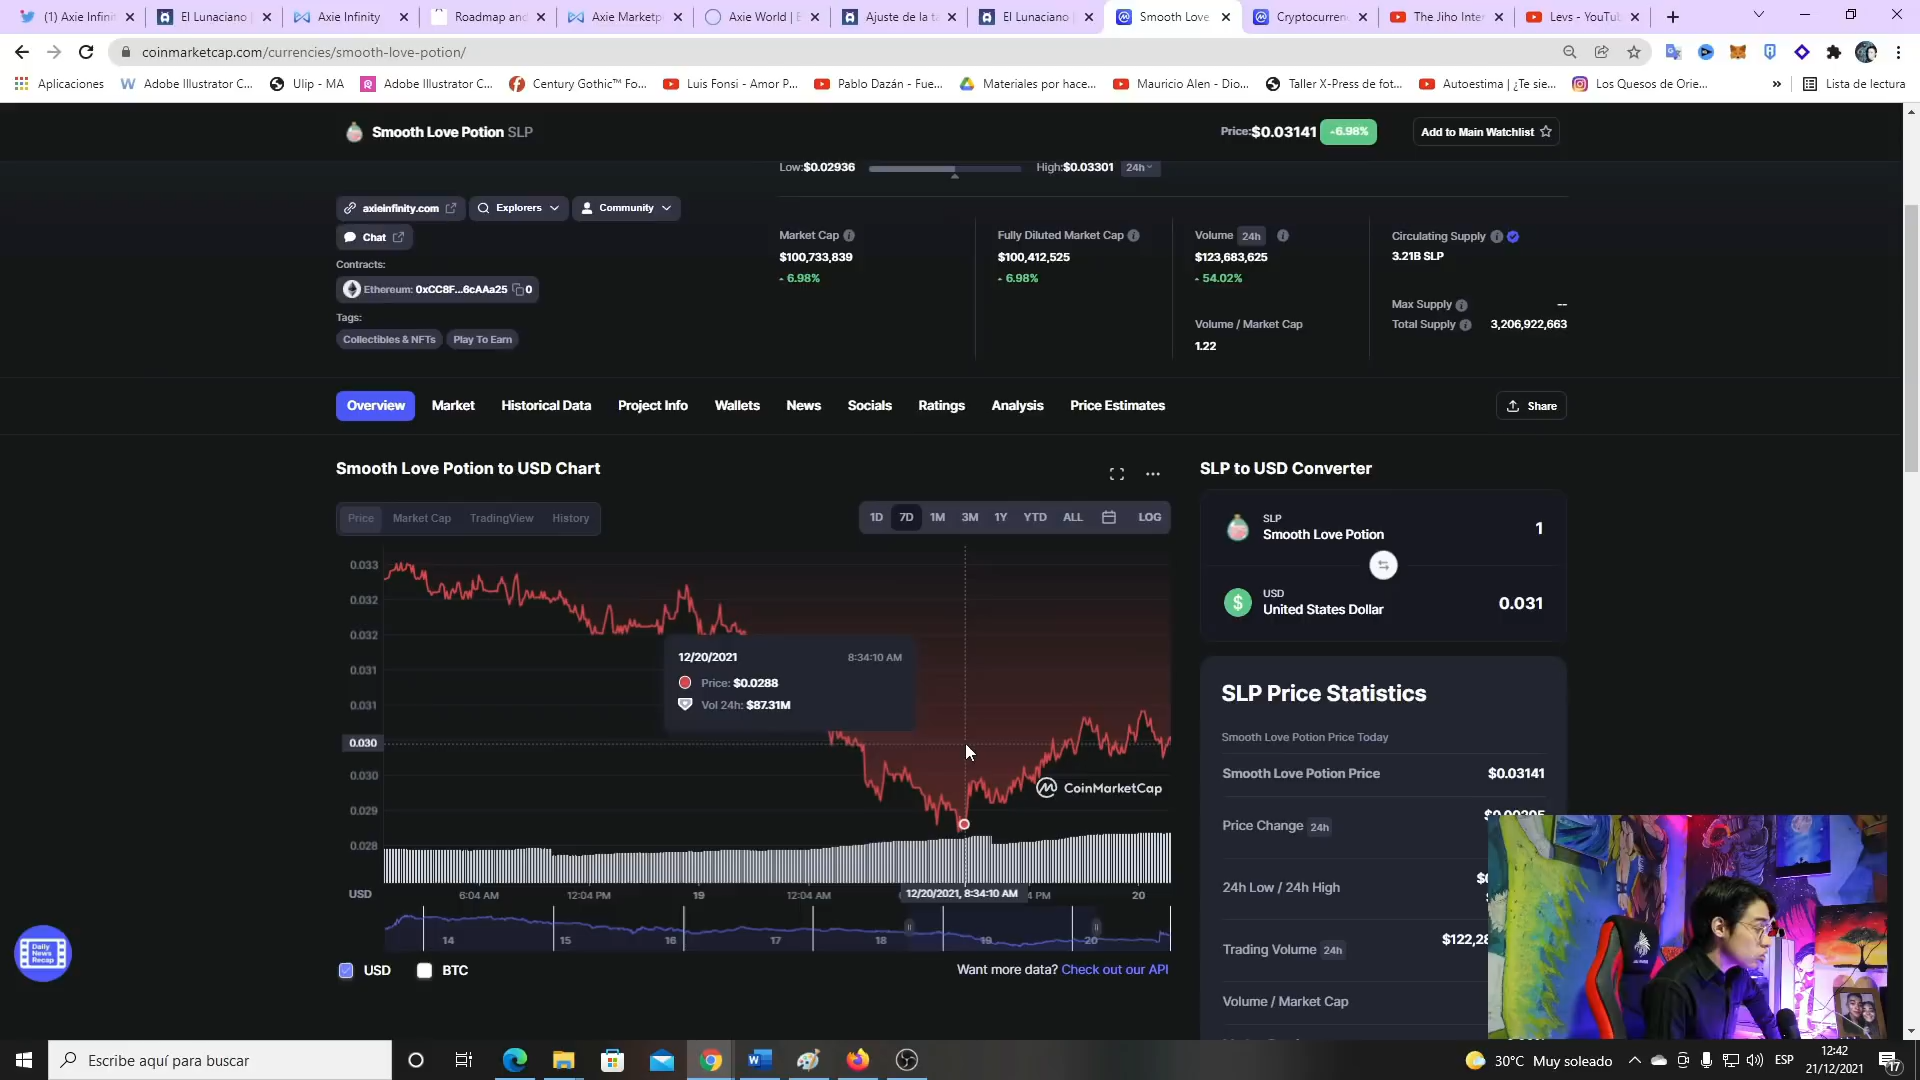 (1) Axie Infin
El Lunaciano |
Axie Infinity
Roadmap and
Axie Marketp
Axie World | E
Ajuste de la ta
El Lunaciano |
Smooth Love
Cryptocurrenc
The Jiho Inter
Levs - YouTub
coinmarketcap.com/currencies/smooth-love-potion/
Aplicaciones
Adobe Illustrator C...
Ulip - MA
Adobe Illustrator C...
Century Gothic™ Fo...
Luis Fonsi - Amor P...
Pablo Dazán - Fue...
Materiales por hace...
Mauricio Alen - Dio...
Taller X-Press de fot...
Autoestima | ¿Te sie...
Los Quesos de Orie...
»
Lista de lectura
Smooth Love Potion SLP
Price:$0.03141
6.98%
Add to Main Watchlist
Low:$0.02936
High:$0.03301
24h
axieinfinity.com
Explorers
Community
Chat
Contracts:
Ethereum: 0xCC8F...6cAAa25
0
Tags:
Collectibles & NFTs
Play To Earn
Market Cap
$100,733,839
6.98%
Fully Diluted Market Cap
$100,412,525
6.98%
Volume 24h
$123,683,625
54.02%
Volume / Market Cap
1.22
Circulating Supply
3.21B SLP
Max Supply --
Total Supply 3,206,922,663
Overview
Market
Historical Data
Project Info
Wallets
News
Socials
Ratings
Analysis
Price Estimates
Share
Smooth Love Potion to USD Chart
Price
Market Cap
TradingView
History
1D
7D
1M
3M
1Y
YTD
ALL
LOG
0.033
0.032
0.032
0.031
0.031
0.030
0.030
0.029
0.028
12/20/2021 8:34:10 AM
Price: $0.0288
Vol 24h: $87.31M
CoinMarketCap
USD
6:04 AM
12:04 PM
19
12:04 AM
12/20/2021, 8:34:10 AM
PM
20
14
15
16
17
18
19
20
USD
BTC
Want more data? Check out our API
SLP to USD Converter
SLP
Smooth Love Potion
1
USD
United States Dollar
0.031
SLP Price Statistics
Smooth Love Potion Price Today
Smooth Love Potion Price
$0.03141
Price Change 24h
24h Low / 24h High
Trading Volume 24h
$122,28
Volume / Market Cap
Daily
News
Recap
Escribe aquí para buscar
30°C Muy soleado
ESP
12:42
21/12/2021
17